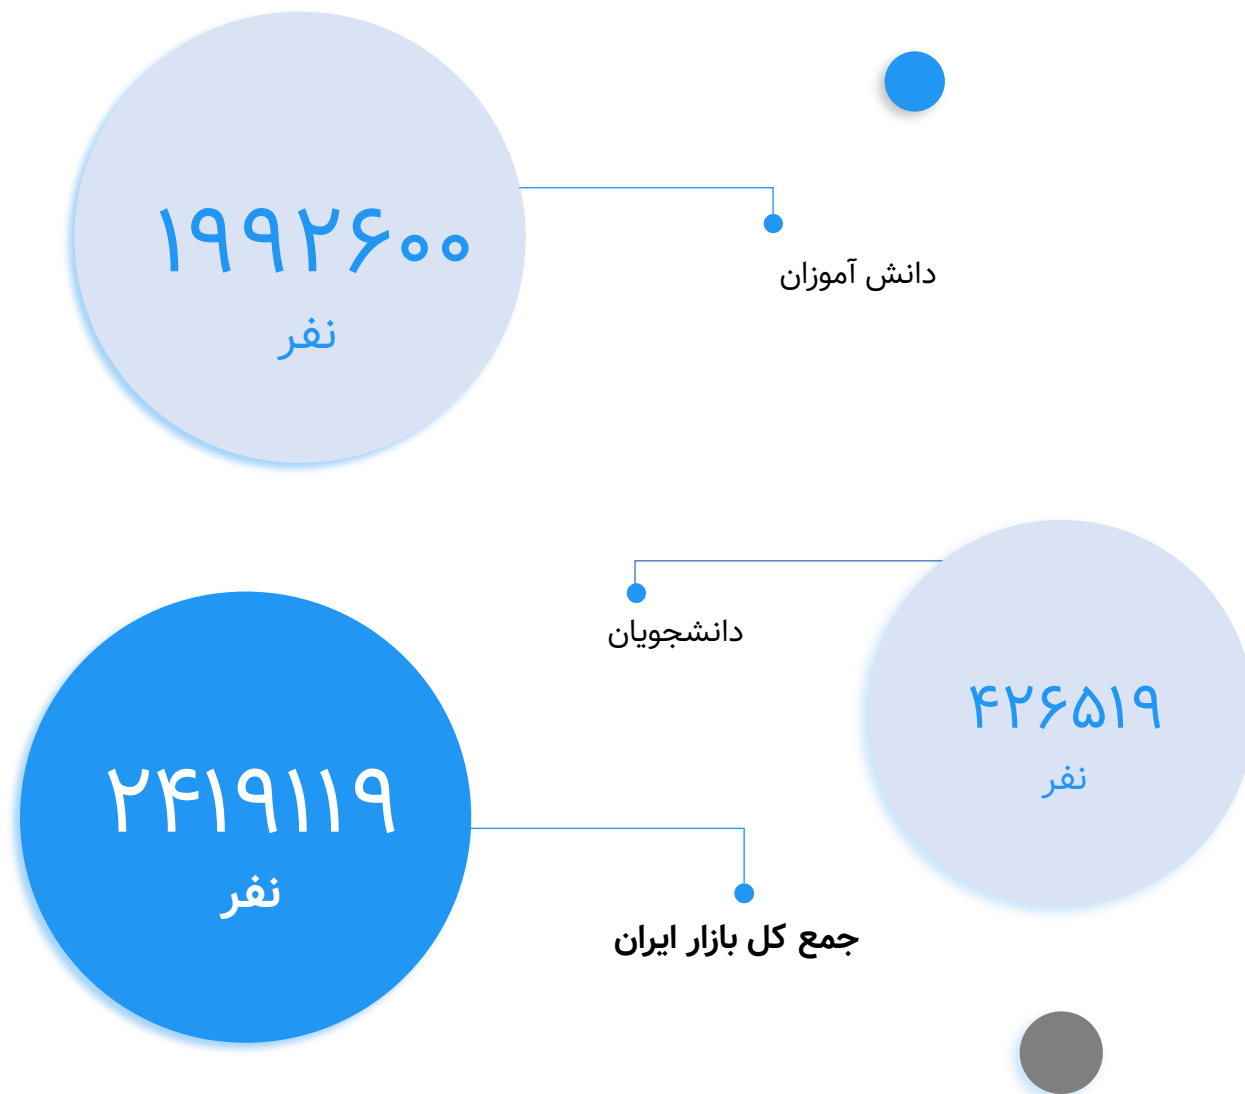 ۱۹۹۲۶۰۰
نفر
دانش آموزان
دانشجویان
۴۲۶۵۱۹
نفر
۲۴۱۹۱۱۹
نفر
جمع کل بازار ایران